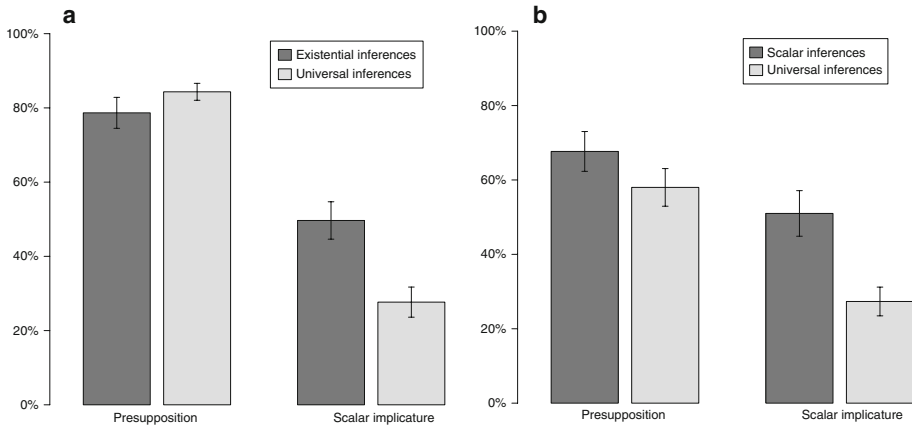 a
100%
80%
60%
40%
20%
0%
Existential inferences
Universal inferences
Presupposition
Scalar implicature
b
100%
80%
60%
40%
20%
0%
Scalar inferences
Universal inferences
Presupposition
Scalar implicature